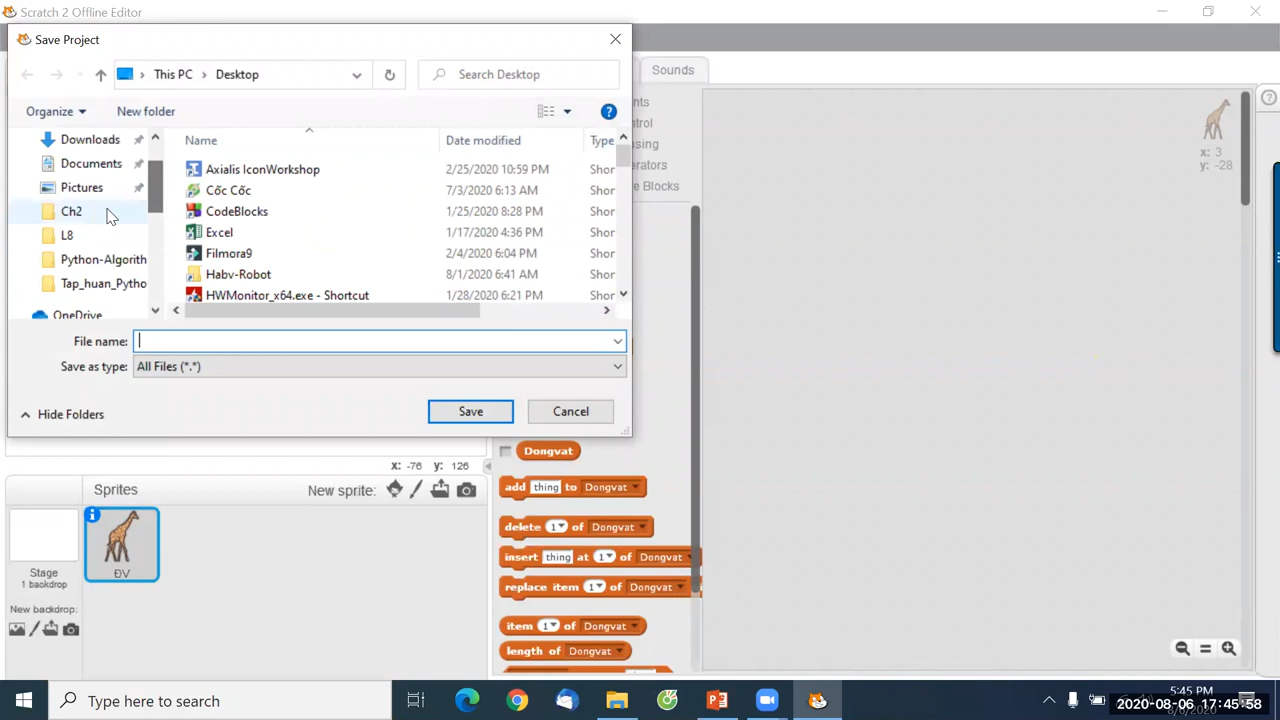 Scratch 2 Offline Editor
Save Project
This PC > Desktop
Search Desktop
Organize
New folder
Name
Date modified
Type
Downloads
Documents
Pictures
Ch2
L8
Python-Algorith
Tap_huan_Pytho
OneDrive
Axialis IconWorkshop 2/25/2020 10:59 PM Shor
Cốc Cốc 7/3/2020 6:13 AM Shor
CodeBlocks 1/25/2020 8:28 PM Shor
Excel 1/17/2020 4:36 PM Shor
Filmora9 2/4/2020 6:04 PM Shor
Habv-Robot 8/1/2020 6:41 AM Shor
HWMonitor_x64.exe - Shortcut 1/28/2020 6:21 PM Shor
File name:
Save as type: All Files (*.*)
Hide Folders
Save
Cancel
Sounds
nts
trol
sing
erators
e Blocks
x: 3
y: -28
x: -76 y: 126
Sprites
New sprite:
ĐV
Stage
1 backdrop
New backdrop:
Dongvat
add thing to Dongvat
delete 1 of Dongvat
insert thing at 1 of Dongvat
replace item 1 of Dongvat
item 1 of Dongvat
length of Dongvat
Type here to search
5:45 PM
2020-08-06 17:45:58